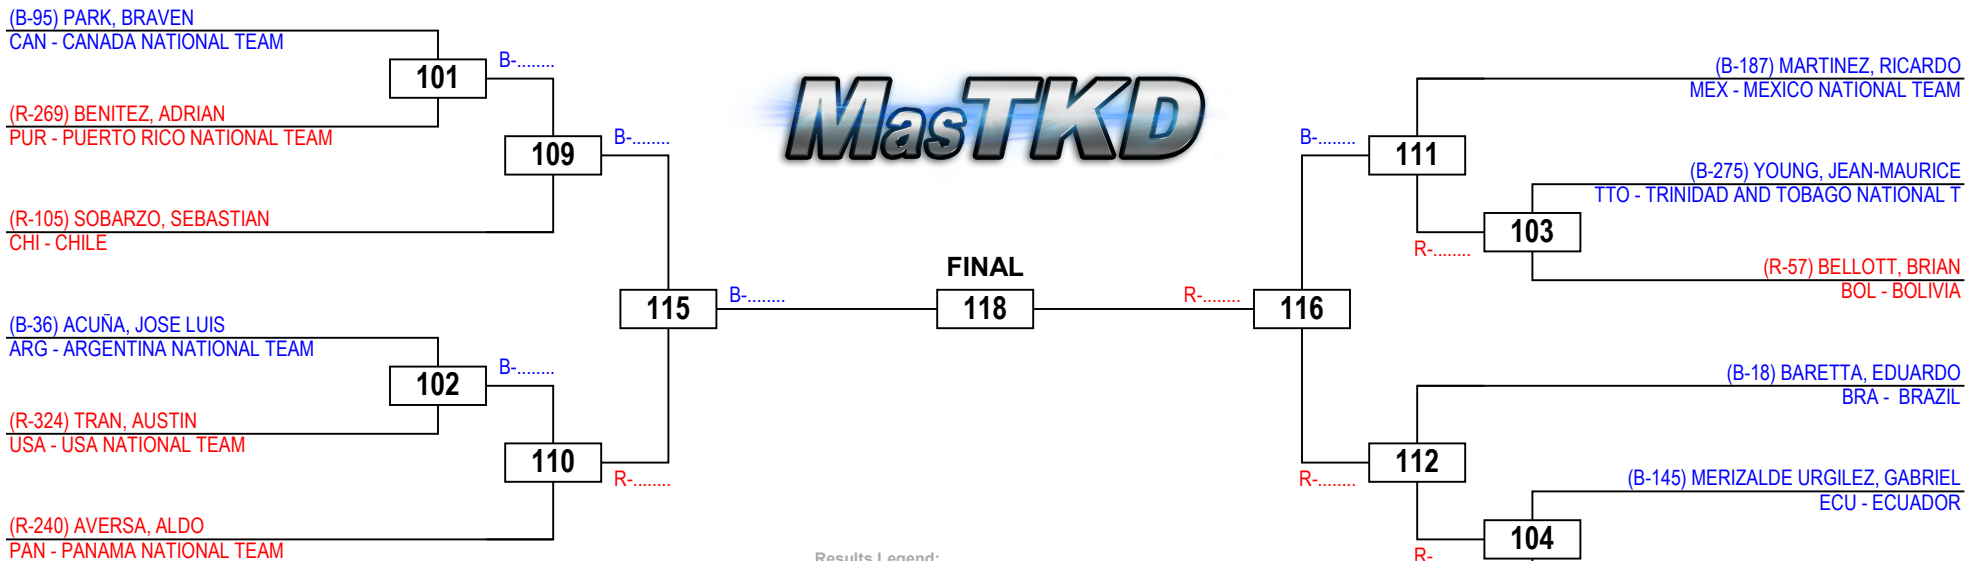 (B-95) PARK, BRAVEN
CAN - CANADA NATIONAL TEAM
101
B-........
(R-269) BENITEZ, ADRIAN
PUR - PUERTO RICO NATIONAL TEAM
109
B-........
(R-105) SOBARZO, SEBASTIAN
CHI - CHILE
115
B-........
(B-36) ACUÑA, JOSE LUIS
ARG - ARGENTINA NATIONAL TEAM
102
B-........
(R-324) TRAN, AUSTIN
USA - USA NATIONAL TEAM
110
R-........
(R-240) AVERSA, ALDO
PAN - PANAMA NATIONAL TEAM
MasTKD
FINAL
118
Results Legend:
(B-187) MARTINEZ, RICARDO
MEX - MEXICO NATIONAL TEAM
B-........
111
(B-275) YOUNG, JEAN-MAURICE
TTO - TRINIDAD AND TOBAGO NATIONAL T
103
R-........
(R-57) BELLOTT, BRIAN
BOL - BOLIVIA
R-........
116
(B-18) BARETTA, EDUARDO
BRA - BRAZIL
112
R-........
(B-145) MERIZALDE URGILEZ, GABRIEL
ECU - ECUADOR
104
R-